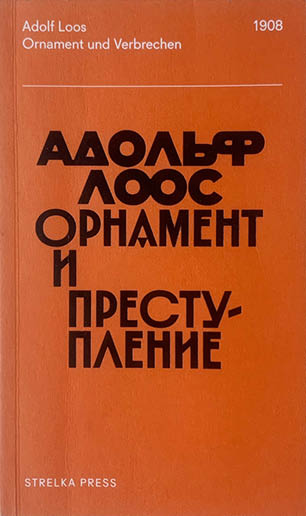 Adolf Loos
1908
Ornament und Verbrechen
АДОЛЬФ
ЛООС
ОРНАМЕНТ
И
ПРЕСТУ-
ПЛЕНИЕ
STRELKA PRESS